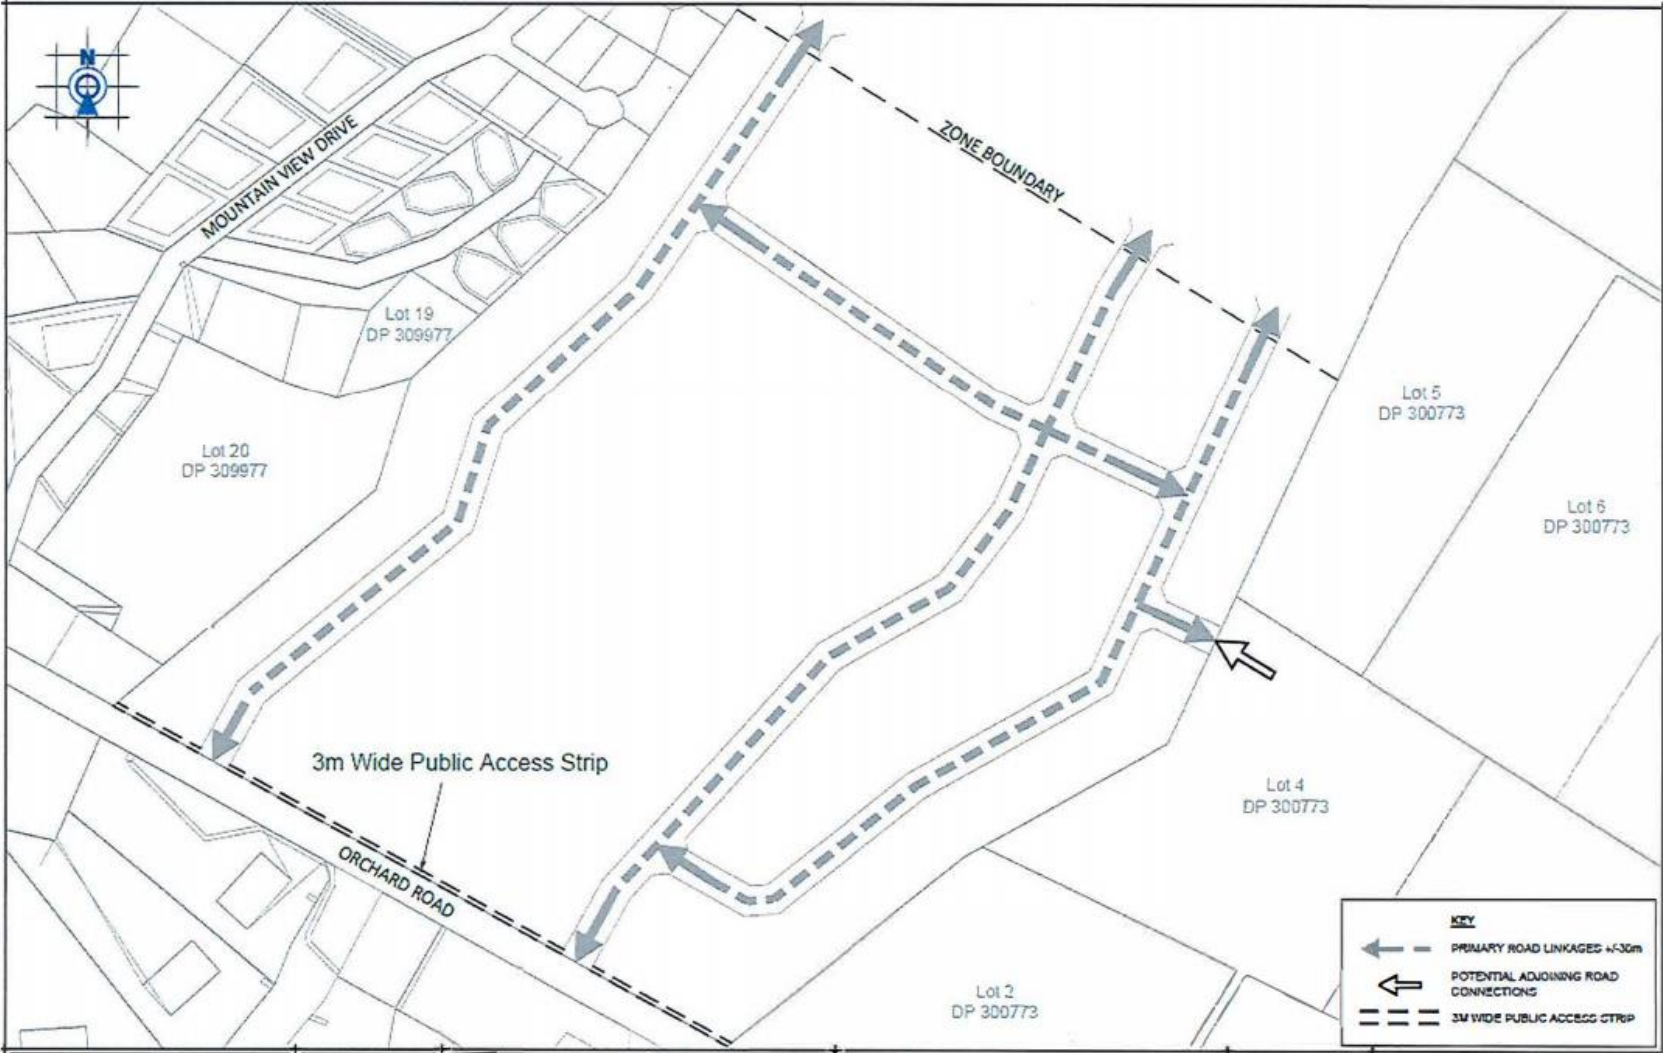 N
MOUNTAIN VIEW DRIVE
ZONE BOUNDARY
Lot 19
DP 309977
Lot 20
DP 309977
Lot 5
DP 300773
Lot 6
DP 300773
3m Wide Public Access Strip
ORCHARD ROAD
Lot 4
DP 300773
Lot 2
DP 300773
KEY
PRIMARY ROAD LINKAGES +/-30m
POTENTIAL ADJOINING ROAD
CONNECTIONS
3M WIDE PUBLIC ACCESS STRIP